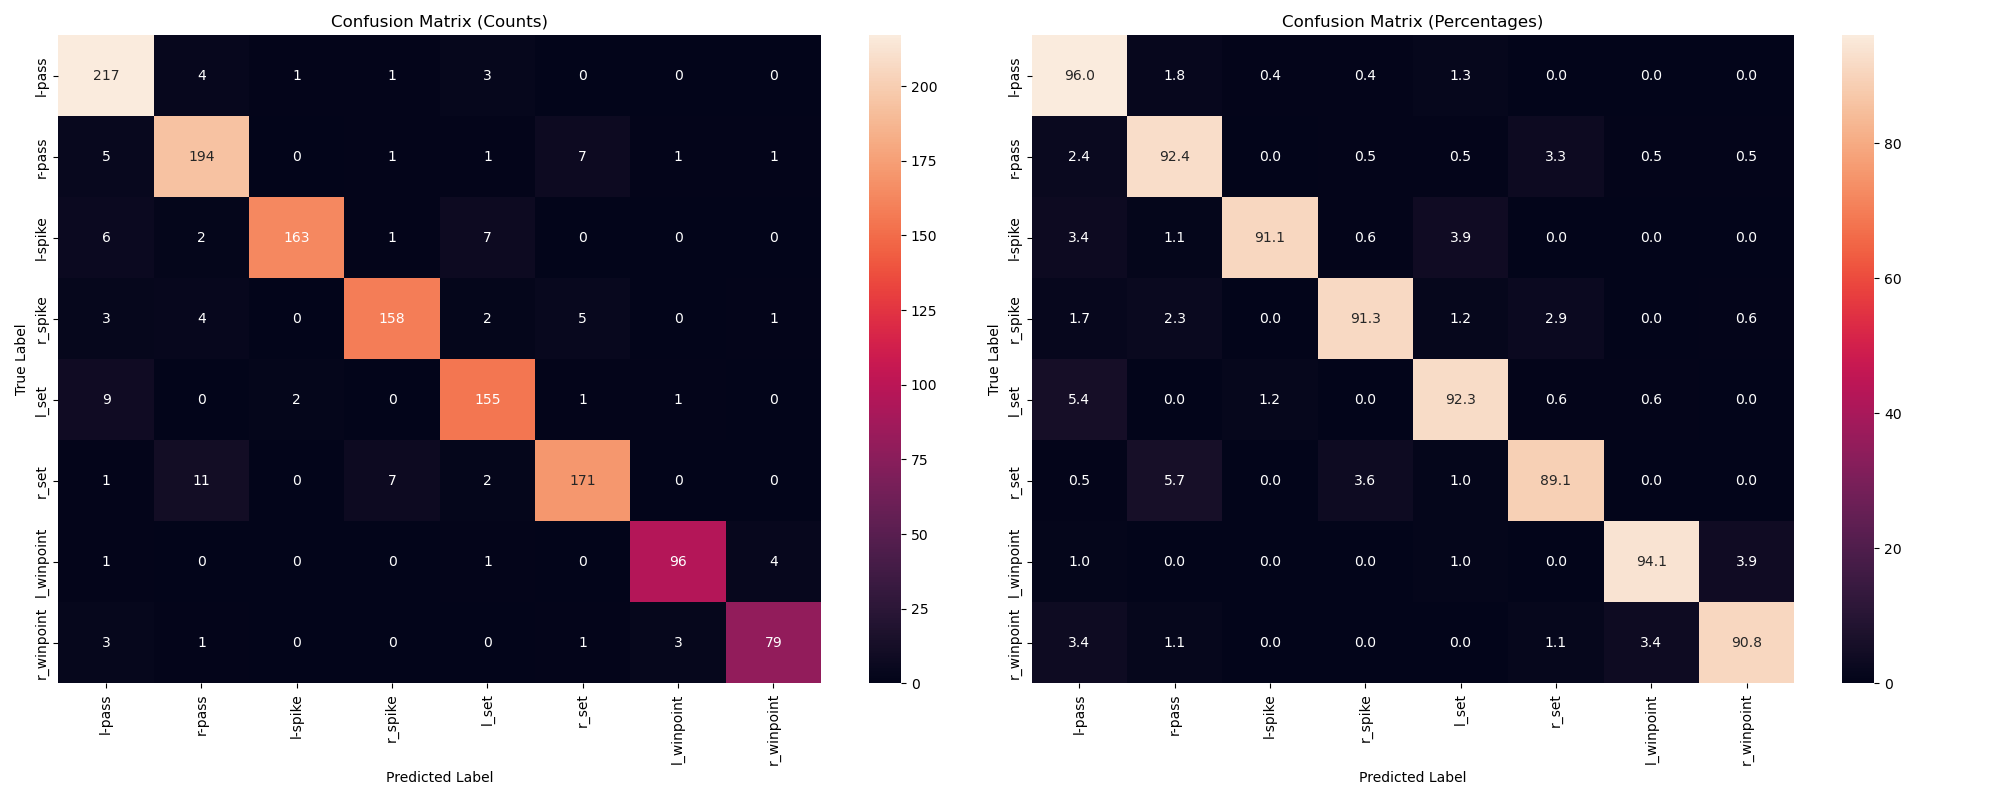 Confusion Matrix (Counts)
True Label
l-pass 217 4 1 1 3 0 0 0
r-pass 5 194 0 1 1 7 1 1
l-spike 6 2 163 1 7 0 0 0
r_spike 3 4 0 158 2 5 0 1
l_set 9 0 2 0 155 1 1 0
r_set 1 11 0 7 2 171 0 0
l_winpoint 1 0 0 0 1 0 96 4
r_winpoint 3 1 0 0 0 1 3 79
l-pass r-pass l-spike r_spike l_set r_set l_winpoint r_winpoint
Predicted Label
200
175
150
125
100
75
50
25
0
Confusion Matrix (Percentages)
True Label
l-pass 96.0 1.8 0.4 0.4 1.3 0.0 0.0 0.0
r-pass 2.4 92.4 0.0 0.5 0.5 3.3 0.5 0.5
l-spike 3.4 1.1 91.1 0.6 3.9 0.0 0.0 0.0
r_spike 1.7 2.3 0.0 91.3 1.2 2.9 0.0 0.6
l_set 5.4 0.0 1.2 0.0 92.3 0.6 0.6 0.0
r_set 0.5 5.7 0.0 3.6 1.0 89.1 0.0 0.0
l_winpoint 1.0 0.0 0.0 0.0 1.0 0.0 94.1 3.9
r_winpoint 3.4 1.1 0.0 0.0 0.0 1.1 3.4 90.8
l-pass r-pass l-spike r_spike l_set r_set l_winpoint r_winpoint
Predicted Label
80
60
40
20
0